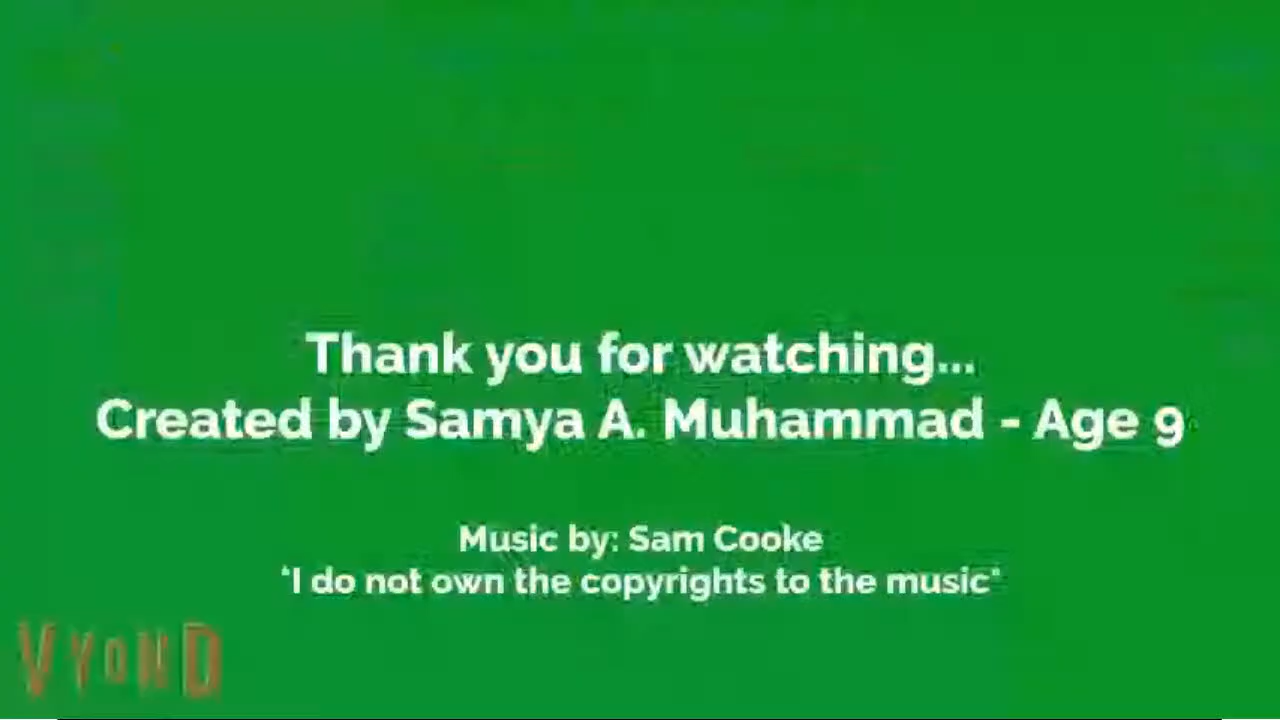 Thank you for watching...
Created by Samya A. Muhammad - Age 9
Music by: Sam Cooke
*I do not own the copyrights to the music*
VYOND